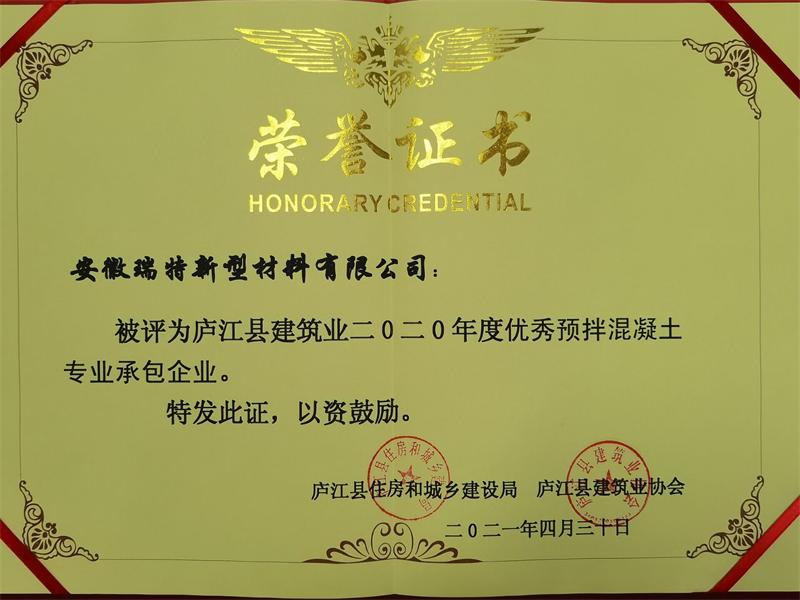 荣誉证书
HONORARY CREDENTIAL
安徽瑞特新型材料有限公司：
被评为庐江县建筑业二0二0年度优秀预拌混凝土
专业承包企业。
特发此证，以资鼓励。
庐江县住房和城乡建设局 庐江县建筑业协会
二0二一年四月三十日